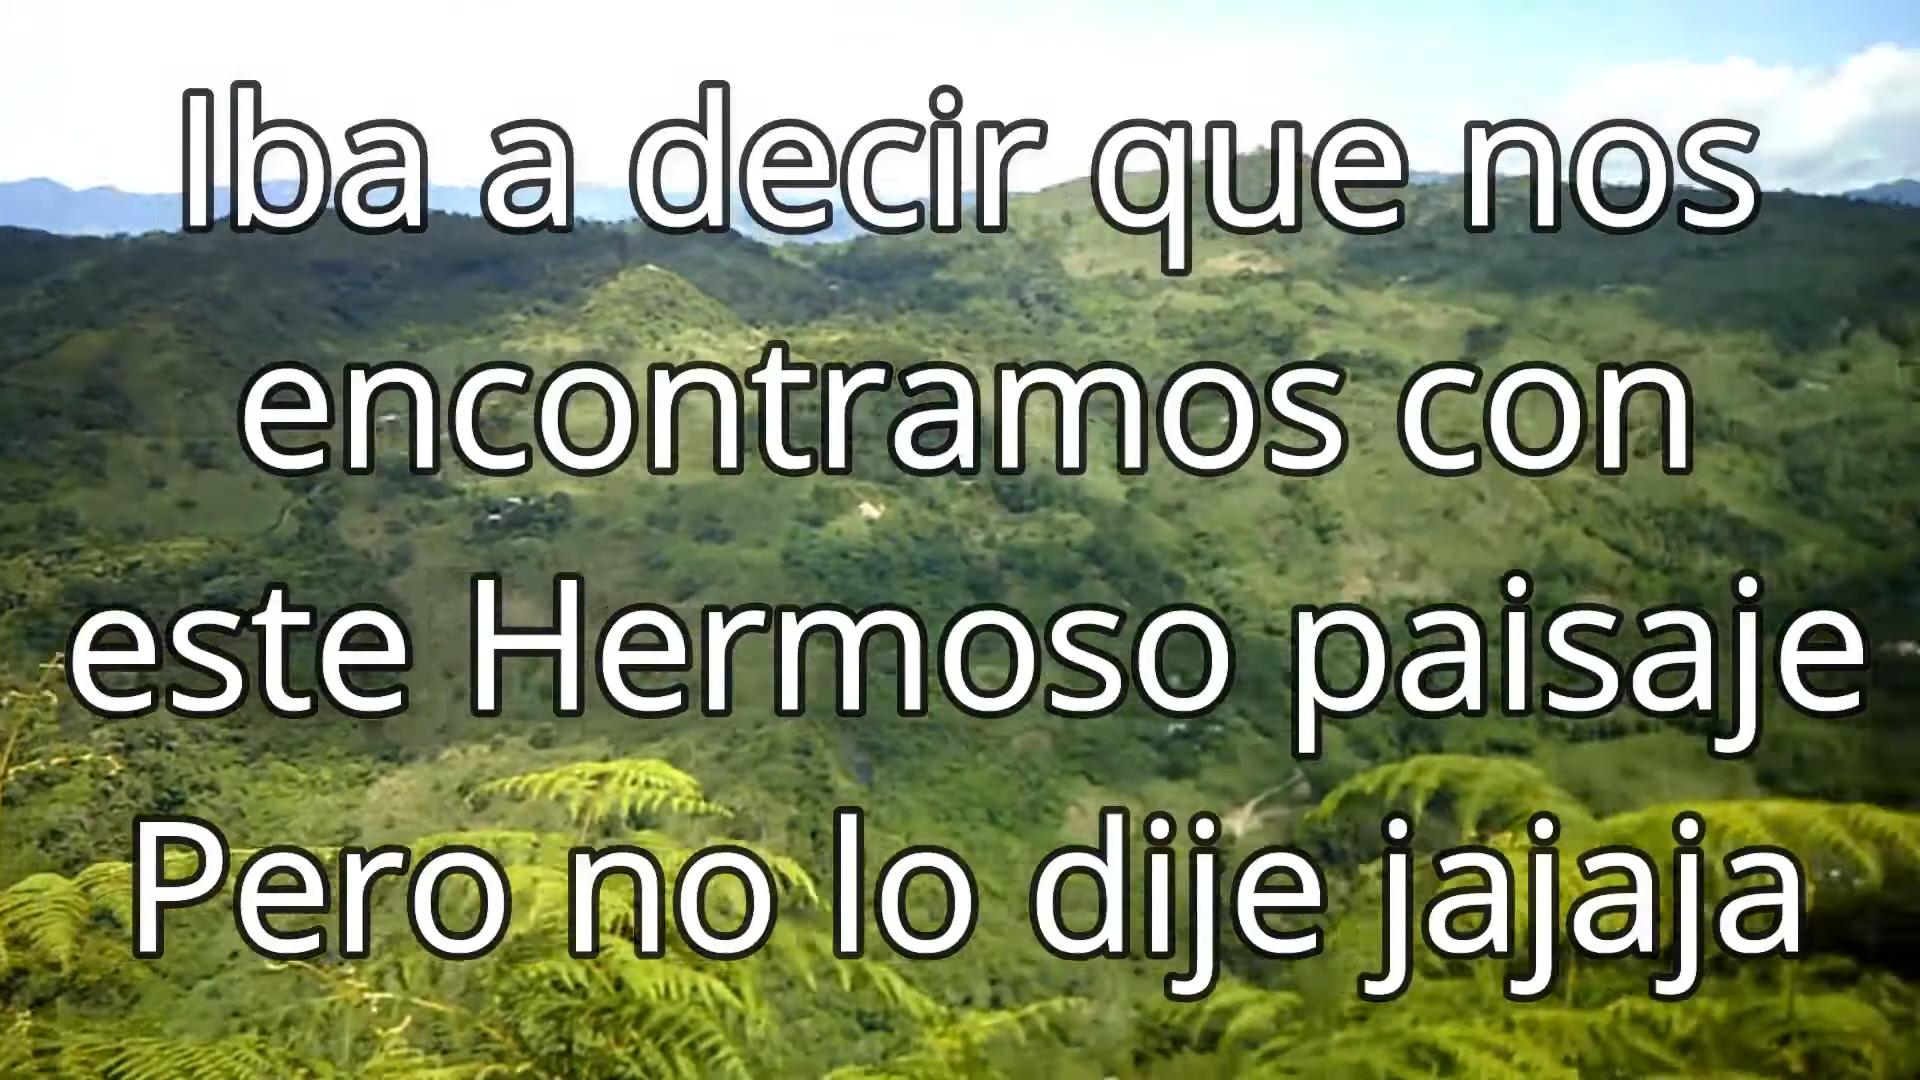 Iba a decir que nos
encontramos con
este Hermoso paisaje
Pero no lo dije jajaja